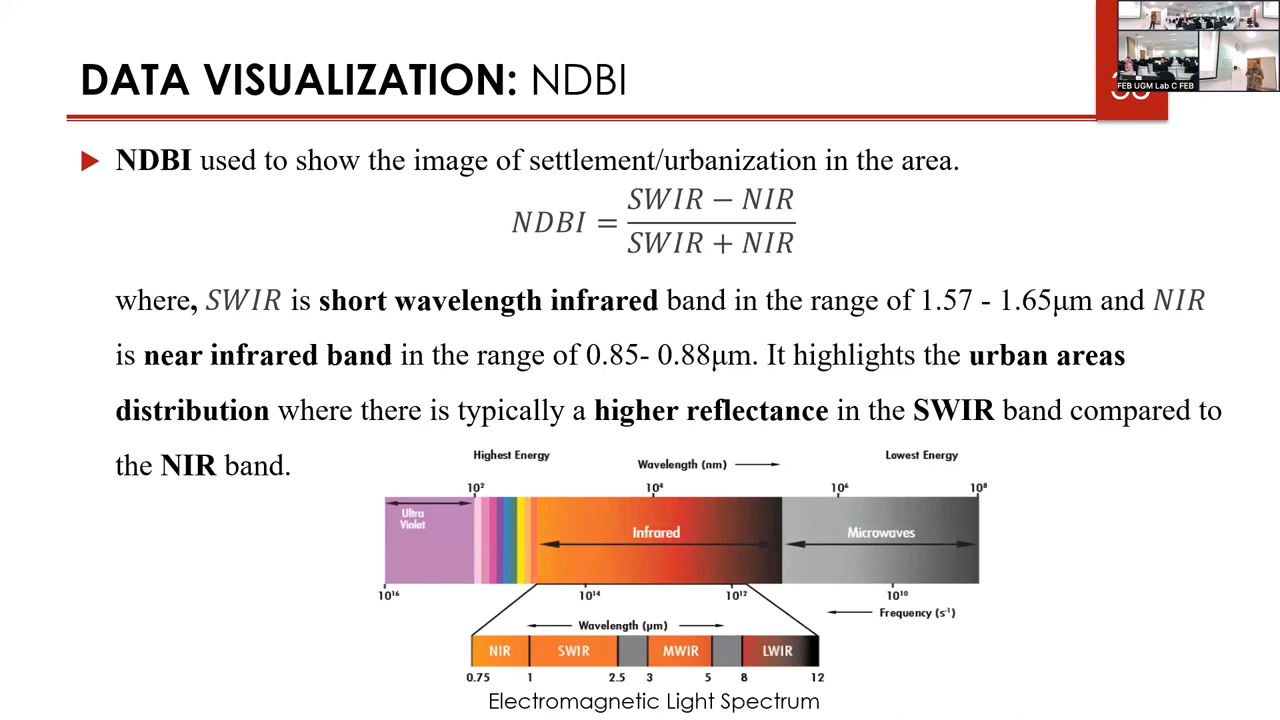 DATA VISUALIZATION: NDBI
FEB UGM Lab C FEB
NDBI used to show the image of settlement/urbanization in the area.
NDBI = (SWIR − NIR) / (SWIR + NIR)
where, SWIR is short wavelength infrared band in the range of 1.57 - 1.65μm and NIR
is near infrared band in the range of 0.85- 0.88μm. It highlights the urban areas
distribution where there is typically a higher reflectance in the SWIR band compared to
the NIR band.
Highest Energy Wavelength (nm) Lowest Energy
10² 10⁴ 10⁶ 10⁸
Ultra
Violet
Infrared Microwaves
10¹⁶ 10¹⁴ 10¹² 10¹⁰
Frequency (s⁻¹)
Wavelength (μm)
NIR SWIR MWIR LWIR
0.75 1 2.5 3 5 8 12
Electromagnetic Light Spectrum